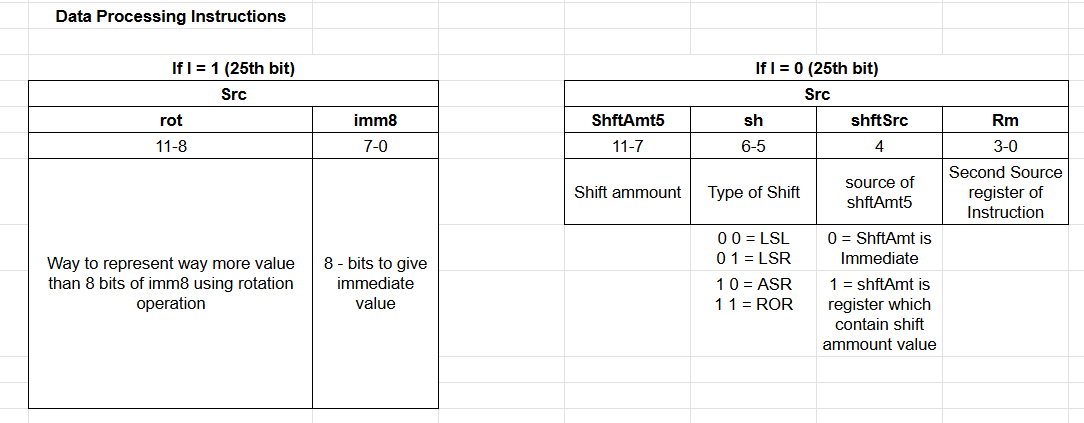 Data Processing Instructions
If I = 1 (25th bit)
Src
rot
imm8
11-8
7-0
Way to represent way more value
than 8 bits of imm8 using rotation
operation
8 - bits to give
immediate
value
If I = 0 (25th bit)
Src
ShftAmt5
sh
shftSrc
Rm
11-7
6-5
4
3-0
Shift ammount
Type of Shift
source of
shftAmt5
Second Source
register of
Instruction
0 0 = LSL
0 1 = LSR
0 = ShftAmt is
Immediate
1 0 = ASR
1 1 = ROR
1 = shftAmt is
register which
contain shift
ammount value